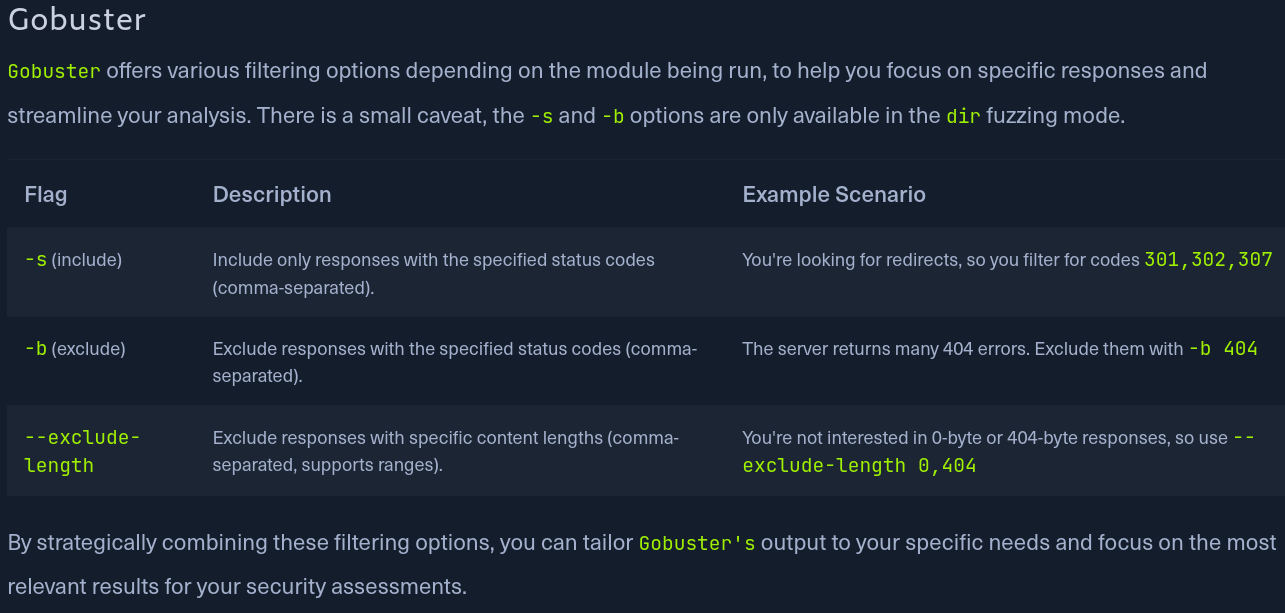 Gobuster
Gobuster offers various filtering options depending on the module being run, to help you focus on specific responses and
streamline your analysis. There is a small caveat, the -s and -b options are only available in the dir fuzzing mode.
Flag Description Example Scenario
-s (include) Include only responses with the specified status codes You're looking for redirects, so you filter for codes 301,302,307
(comma-separated).
-b (exclude) Exclude responses with the specified status codes (comma- The server returns many 404 errors. Exclude them with -b 404
separated).
--exclude- Exclude responses with specific content lengths (comma- You're not interested in 0-byte or 404-byte responses, so use --
length separated, supports ranges). exclude-length 0,404
By strategically combining these filtering options, you can tailor Gobuster's output to your specific needs and focus on the most
relevant results for your security assessments.